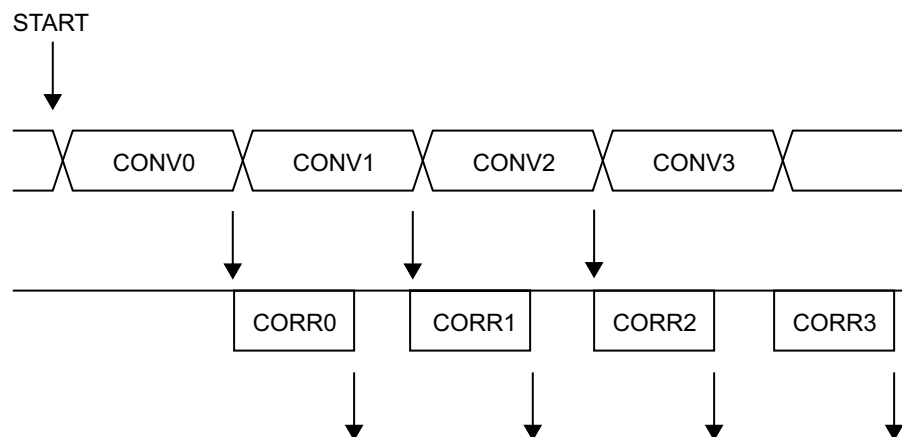 START
CONV0 CONV1 CONV2 CONV3
CORR0 CORR1 CORR2 CORR3